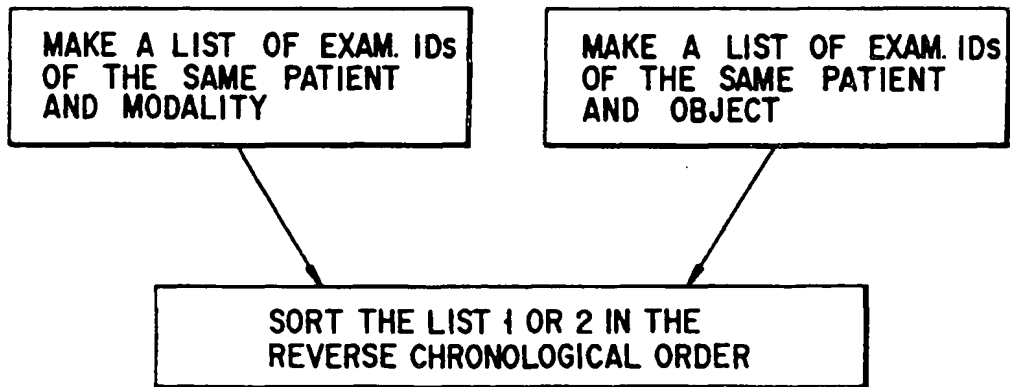 MAKE A LIST OF EXAM. IDs
OF THE SAME PATIENT
AND MODALITY
MAKE A LIST OF EXAM. IDs
OF THE SAME PATIENT
AND OBJECT
SORT THE LIST 1 OR 2 IN THE
REVERSE CHRONOLOGICAL ORDER